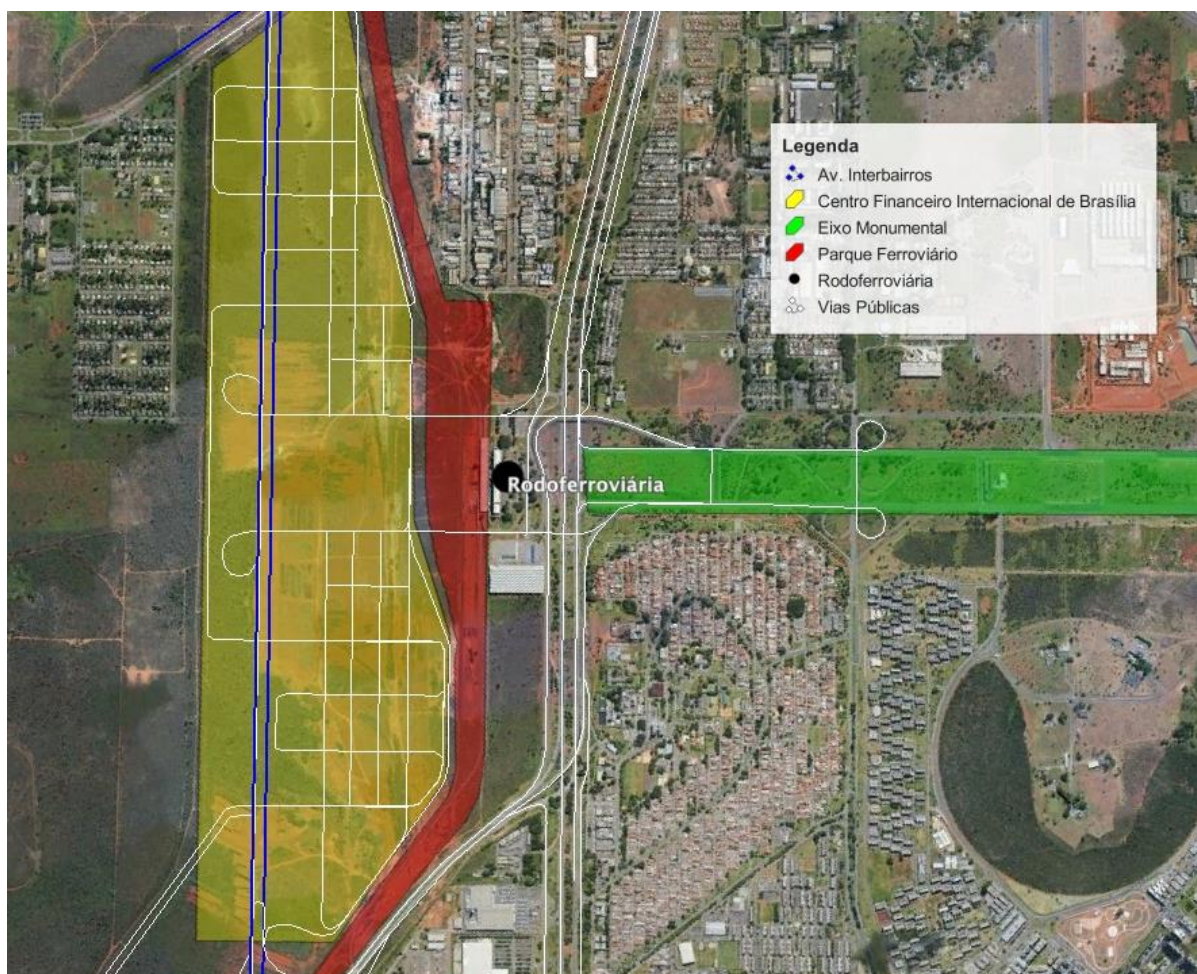 Legenda
Av. Interbairros
Centro Financeiro Internacional de Brasília
Eixo Monumental
Parque Ferroviário
Rodoferroviária
Vias Públicas
Rodoferroviária